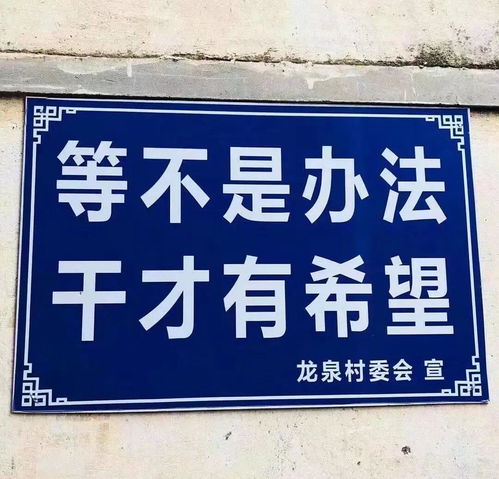 等不是办法
干才有希望
龙泉村委会 宣